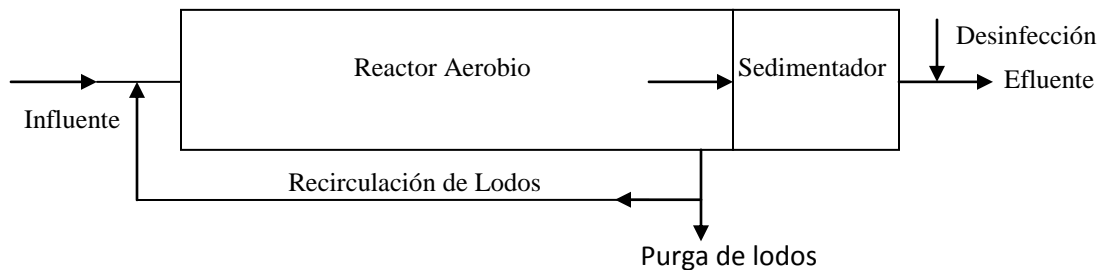 Desinfección
Reactor Aerobio
Sedimentador
Efluente
Influente
Recirculación de Lodos
Purga de lodos